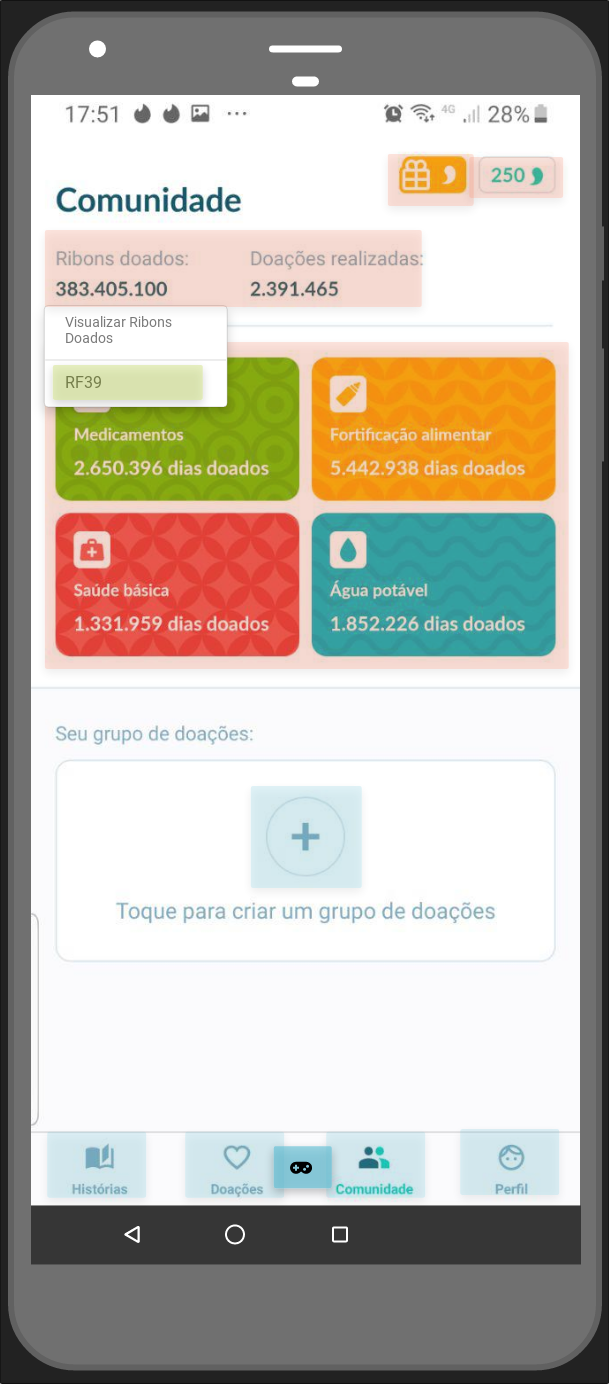 17:51
4G
28%
Comunidade
250
Ribons doados:
Doações realizadas:
383.405.100
2.391.465
Visualizar Ribons
Doados
RF39
Medicamentos
2.650.396 dias doados
Fortificação alimentar
5.442.938 dias doados
Saúde básica
1.331.959 dias doados
Água potável
1.852.226 dias doados
Seu grupo de doações:
Toque para criar um grupo de doações
Histórias
Doações
Comunidade
Perfil